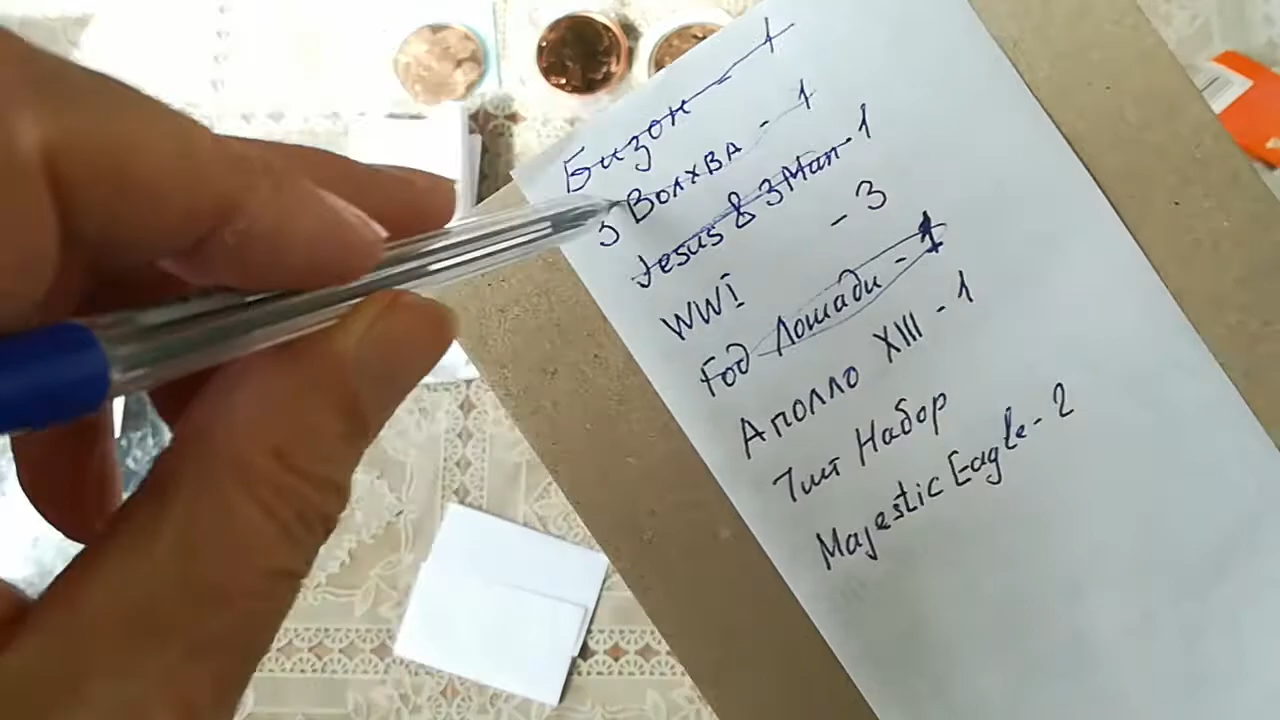 Бизон - 1
3 Волхва - 1
Jesus & 3 Man - 1
WWI - 3
Год Лошади - 1
Аполло XIII - 1
7шт Набор
Majestic Eagle - 2